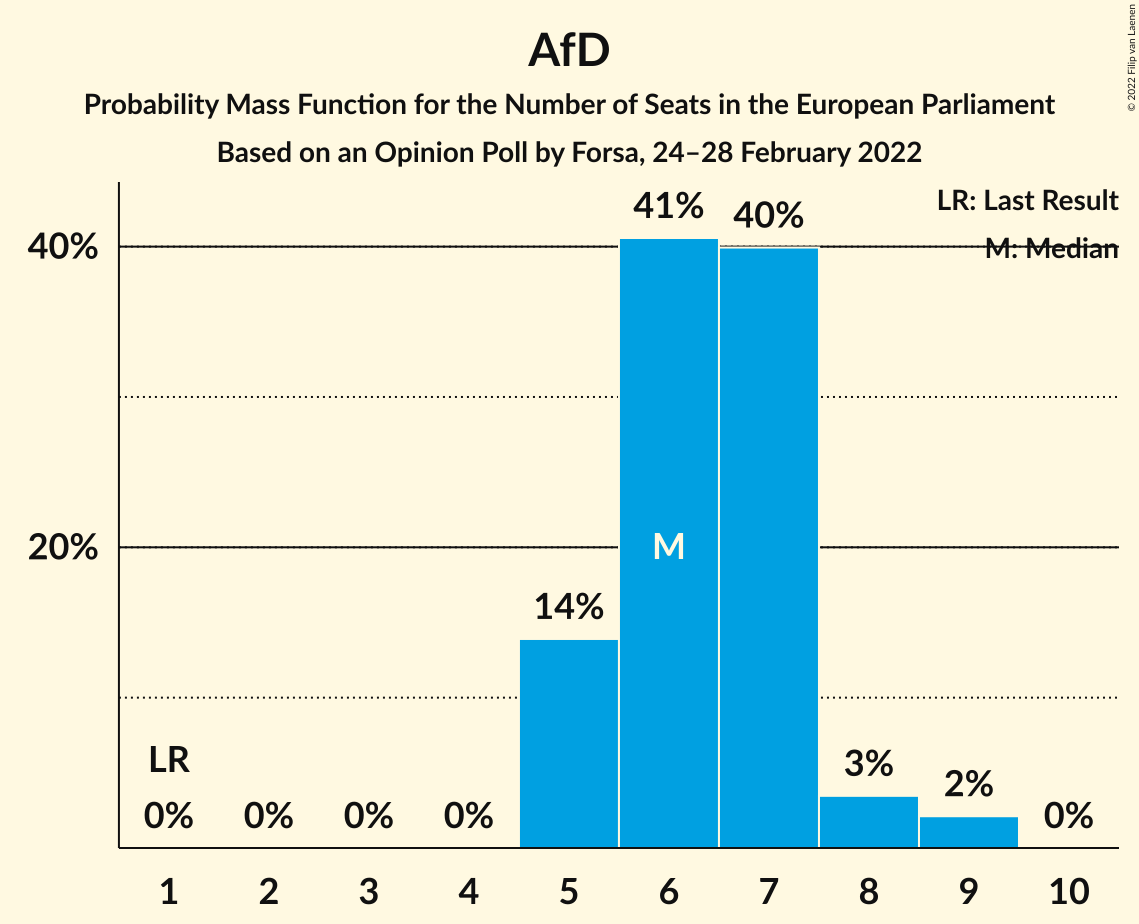 AfD
Probability Mass Function for the Number of Seats in the European Parliament
Based on an Opinion Poll by Forsa, 24–28 February 2022
© 2022 Filip van Laenen
LR: Last Result
M: Median
41%
40%
40%
20%
M
14%
LR
3%
2%
0%
0%
0%
0%
0%
1
2
3
4
5
6
7
8
9
10